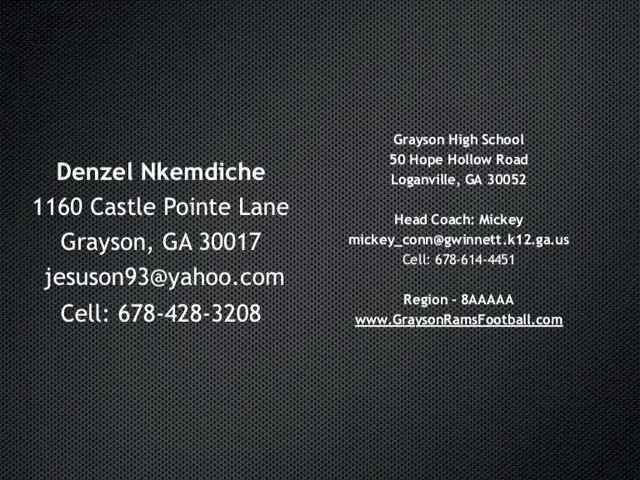 Denzel Nkemdiche
1160 Castle Pointe Lane
Grayson, GA 30017
jesuson93@yahoo.com
Cell: 678-428-3208
Grayson High School
50 Hope Hollow Road
Loganville, GA 30052
Head Coach: Mickey
mickey_conn@gwinnett.k12.ga.us
Cell: 678-614-4451
Region - 8AAAAA
www.GraysonRamsFootball.com